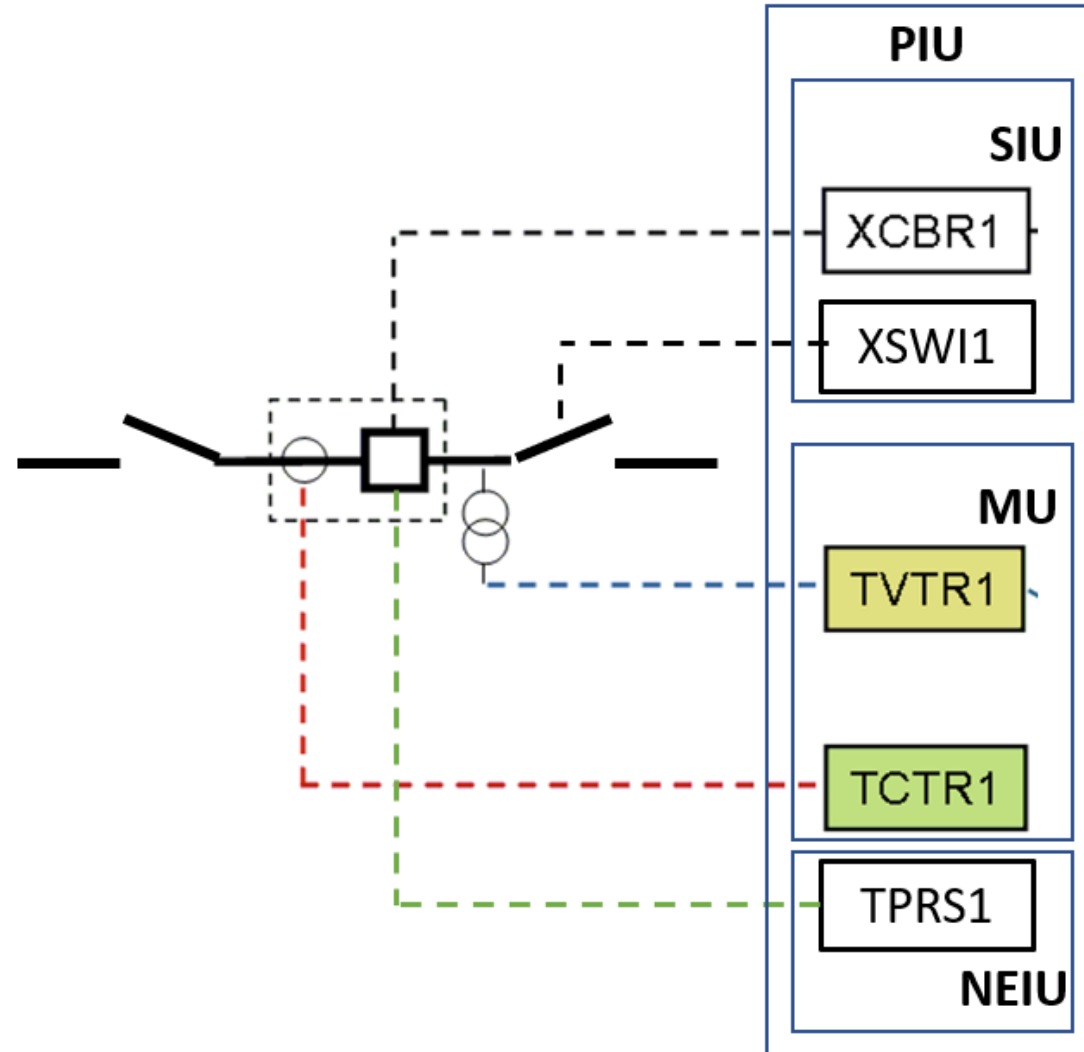 PIU
SIU
XCBR1
XSWI1
MU
TVTR1
TCTR1
TPRS1
NEIU